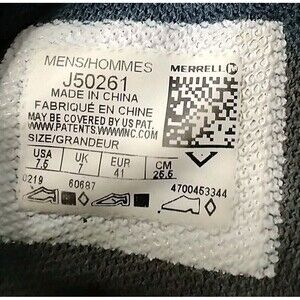 MENS/HOMMES
MERRELL
J50261
MADE IN CHINA
FABRIQUÉ EN CHINE
MAY BE COVERED BY US PAT.
WWW.PATENTS.WWWINC.COM
SIZE/GRANDEUR
USA UK EUR CM
7.5 7 41 25.5
0219 60687 4700453344